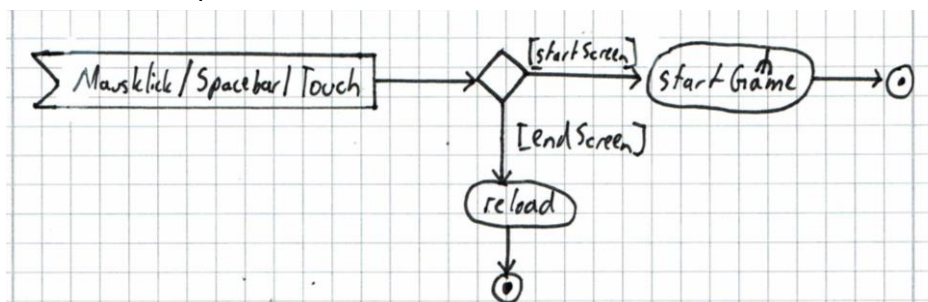 Mausklick / Spacebar / Touch
[startScreen]
startGame
[endScreen]
reload